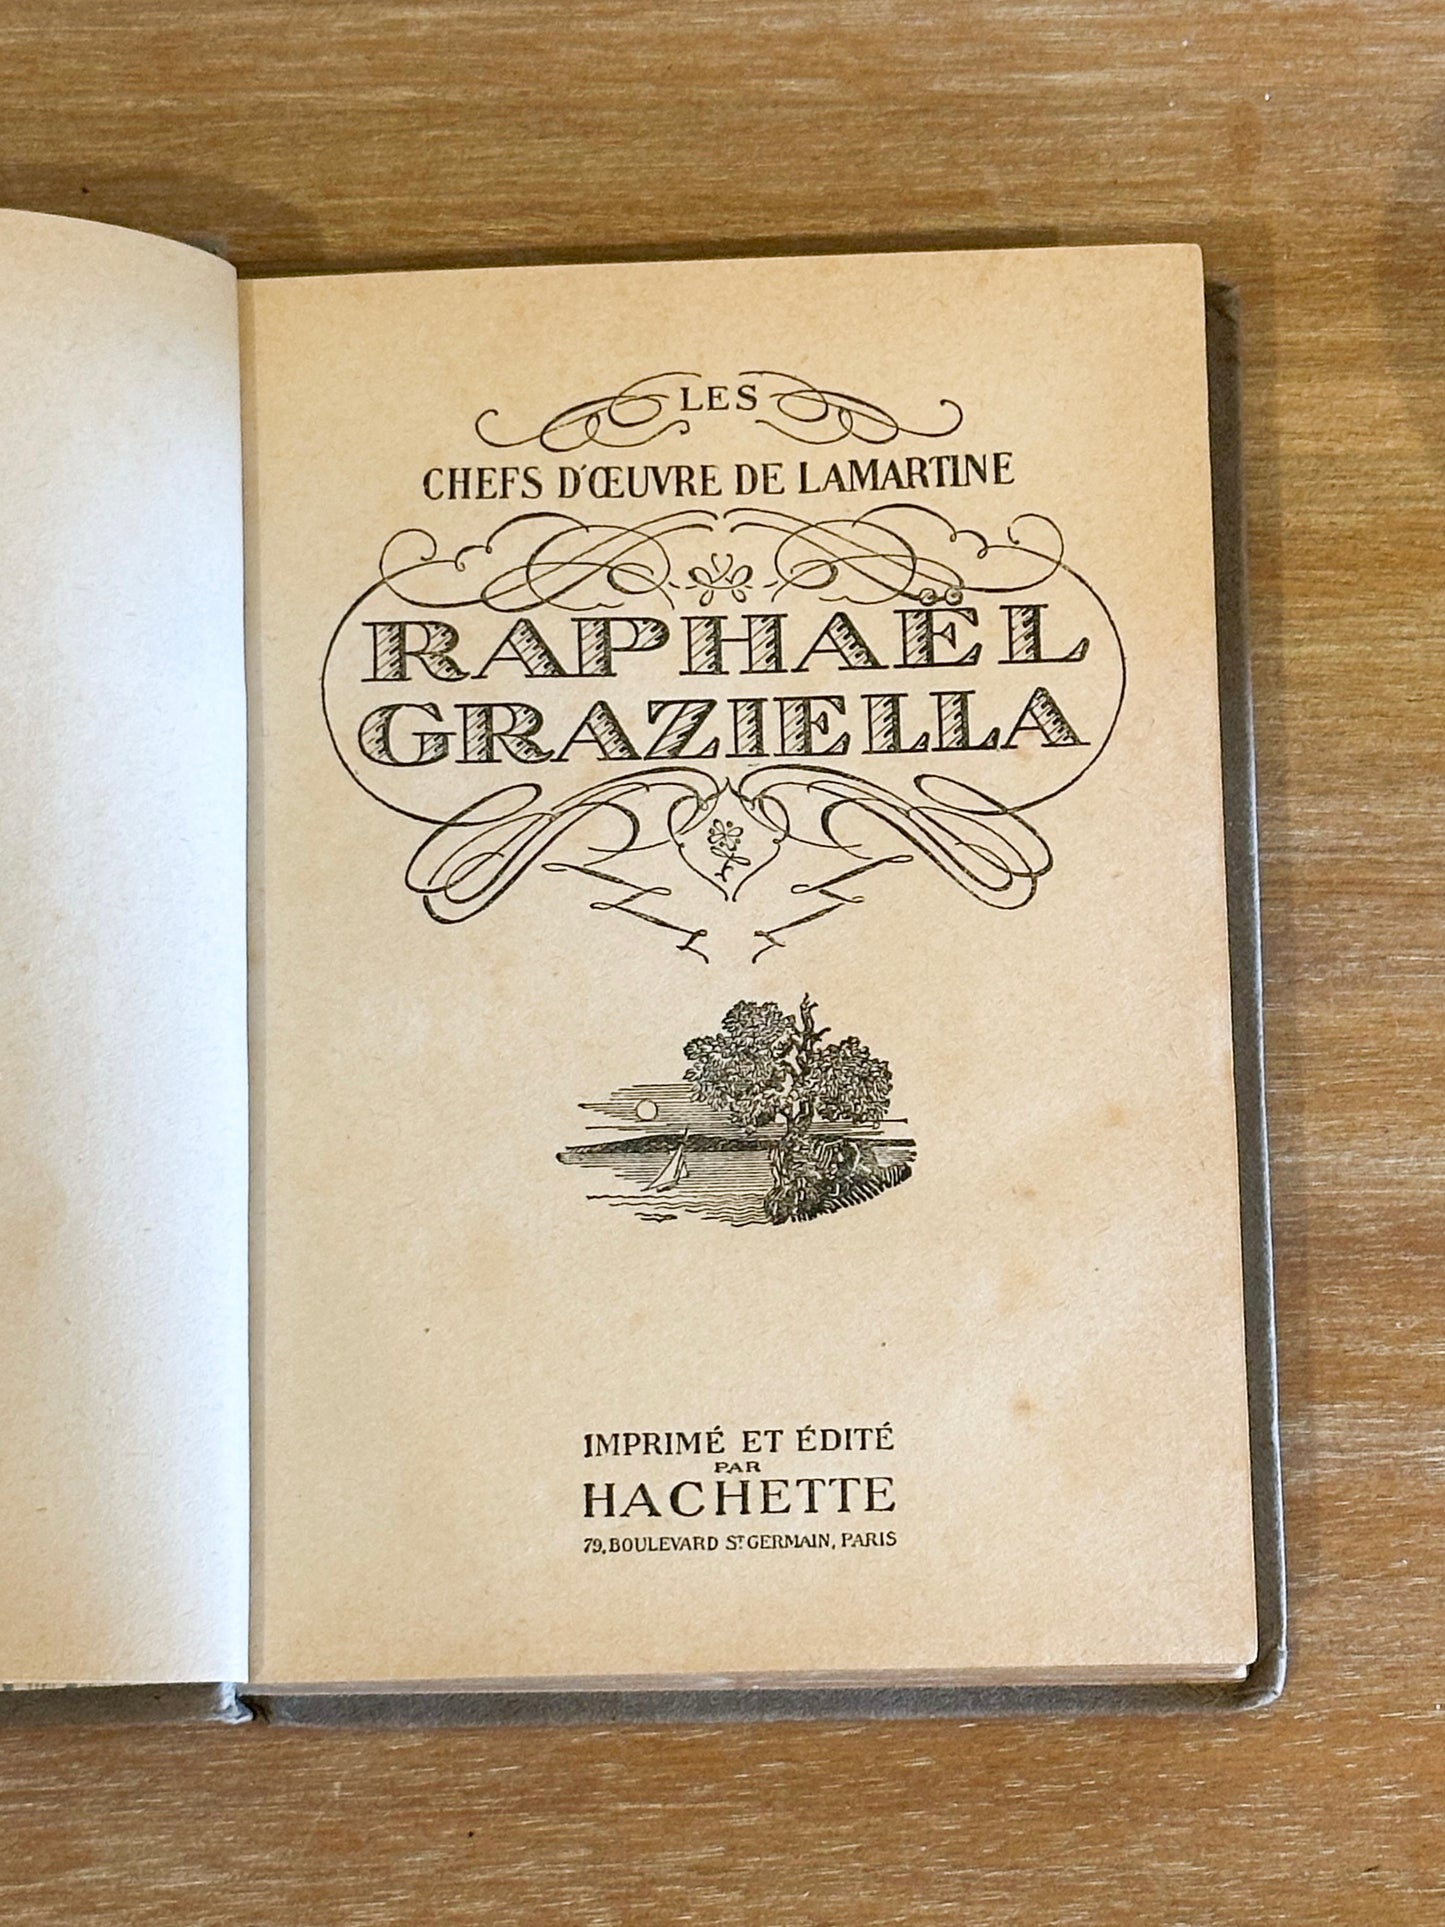 LES
CHEFS D'ŒUVRE DE LAMARTINE
RAPHAËL
GRAZIELLA
IMPRIMÉ ET ÉDITÉ
PAR
HACHETTE
79, BOULEVARD ST GERMAIN, PARIS